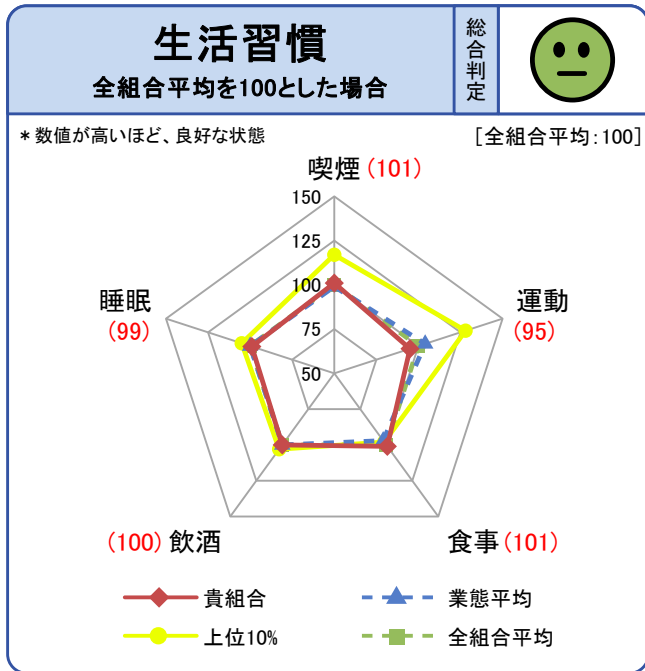 生活習慣
全組合平均を100とした場合
総合判定
*数値が高いほど、良好な状態
[全組合平均:100]
喫煙(101)
150
125
100
75
50
睡眠
(99)
運動
(95)
(100)飲酒
食事(101)
貴組合
業態平均
上位10%
全組合平均